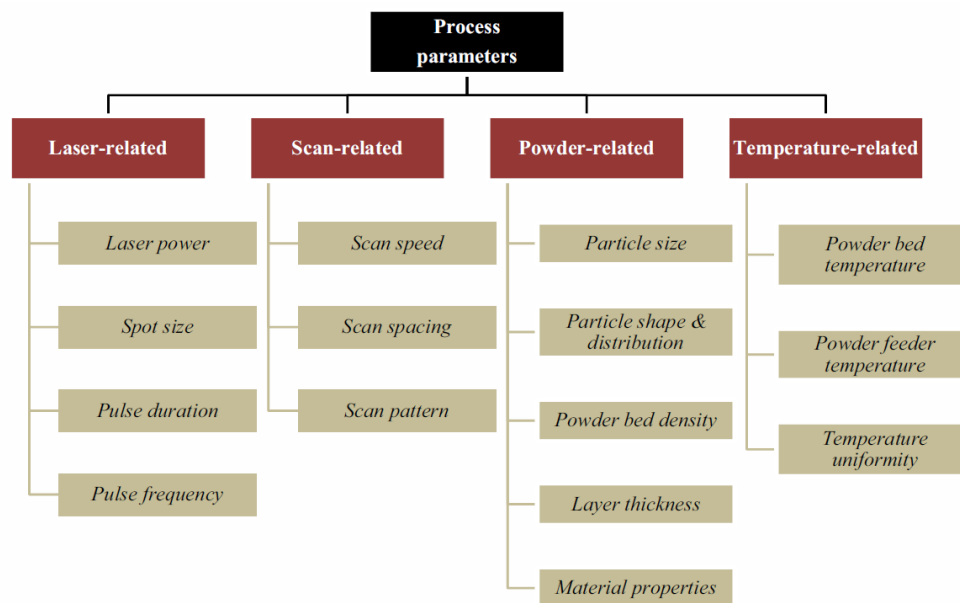 Process
parameters
Laser-related
Scan-related
Powder-related
Temperature-related
Laser power
Spot size
Pulse duration
Pulse frequency
Scan speed
Scan spacing
Scan pattern
Particle size
Particle shape &
distribution
Powder bed density
Layer thickness
Material properties
Powder bed
temperature
Powder feeder
temperature
Temperature
uniformity